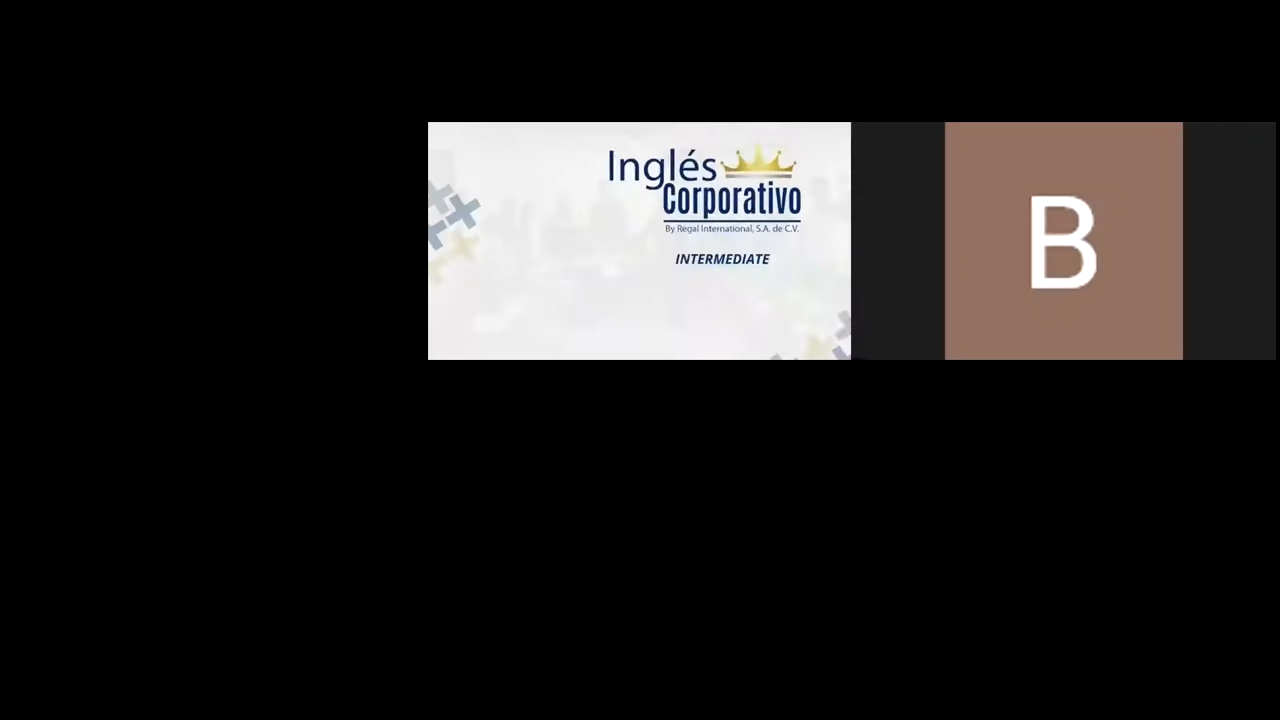 Inglés
Corporativo
By Regal International, S.A. de C.V.
INTERMEDIATE
B